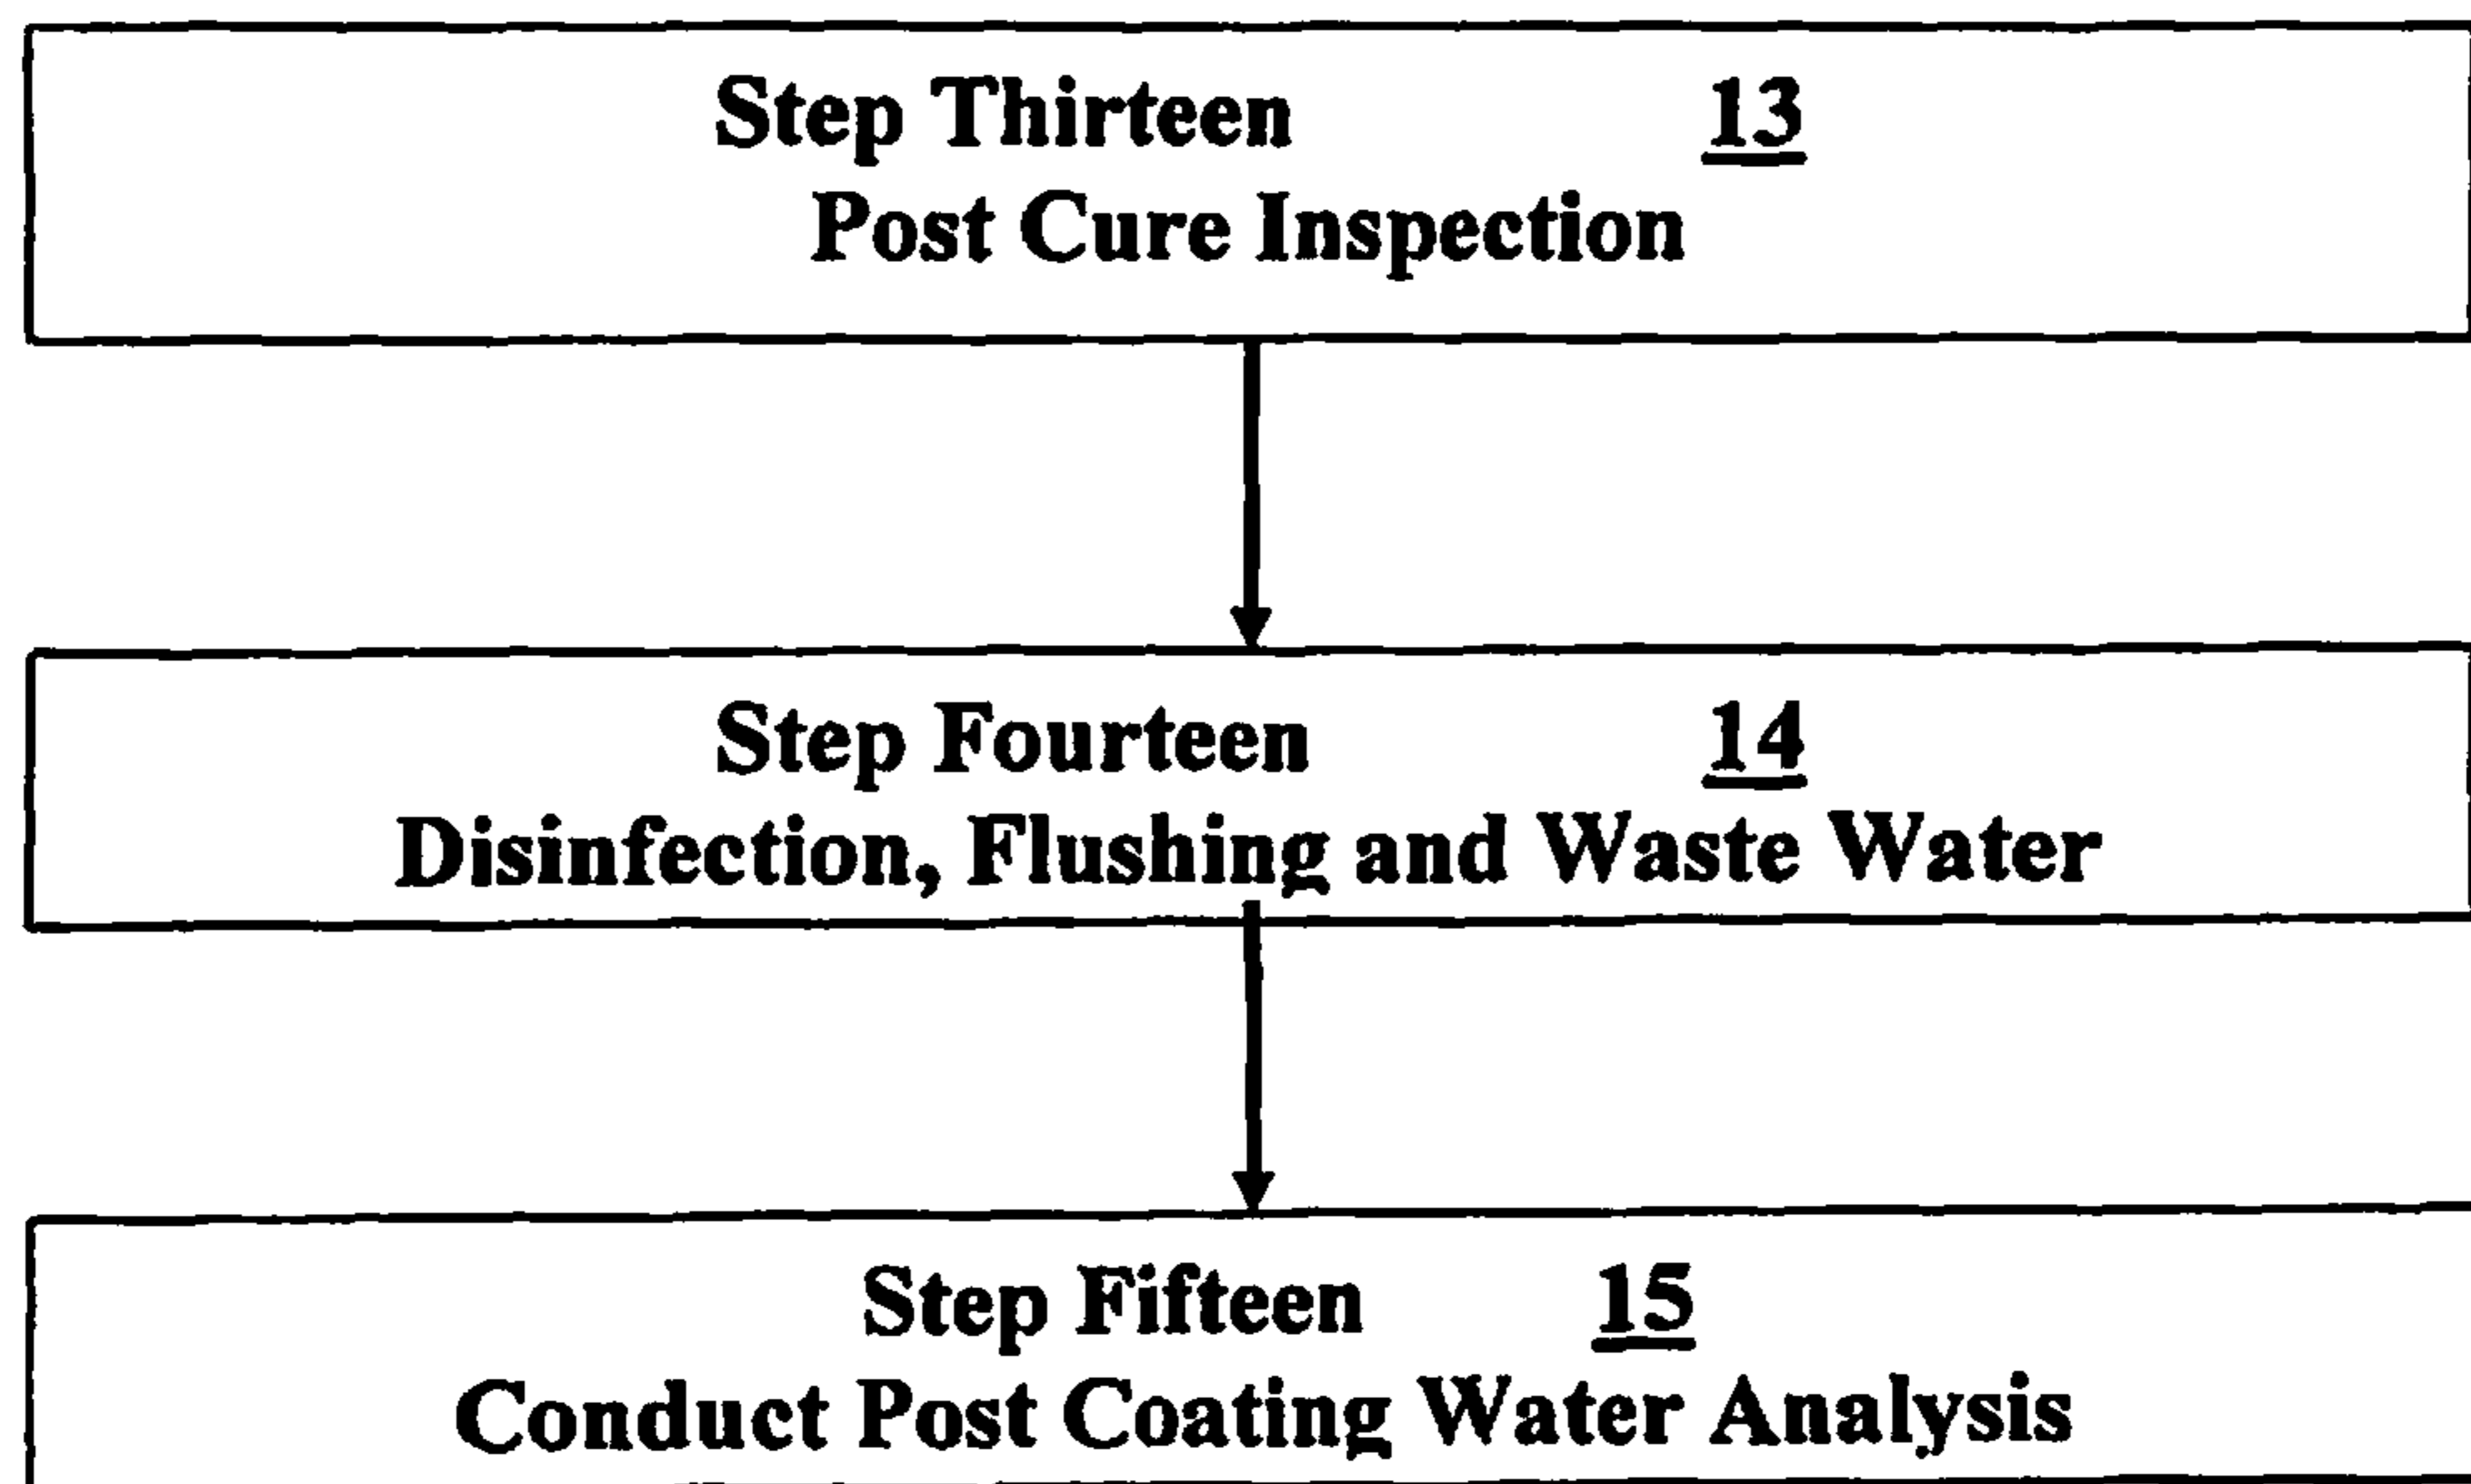 Step Thirteen 13
Post Cure Inspection
Step Fourteen 14
Disinfection, Flushing and Waste Water
Step Fifteen 15
Conduct Post Coating Water Analysis